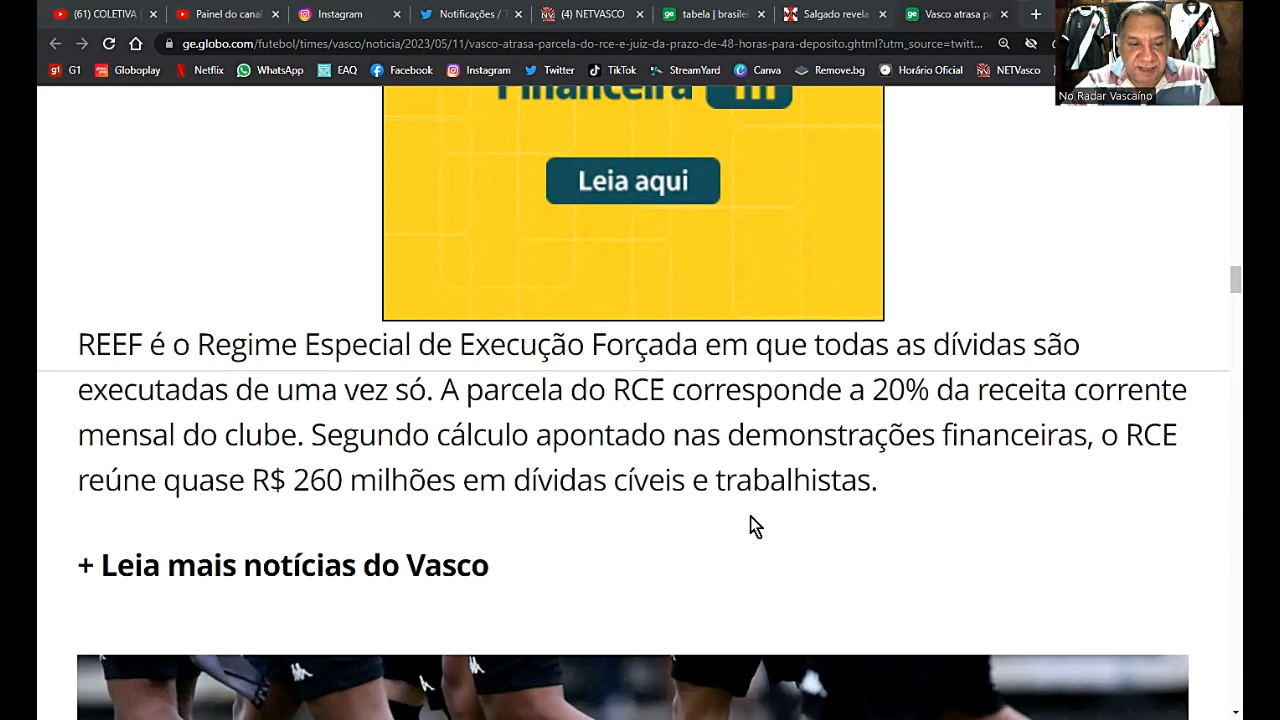 (61) COLETIVA
Painel do canal
Instagram
Notificações /
(4) NETVASCO
tabela | brasilei
Salgado revela
Vasco atrasa pa
ge.globo.com/futebol/times/vasco/noticia/2023/05/31/vasco-atrasa-parcela-do-rce-e-juiz-da-prazo-de-48-horas-para-deposito.ghtml?utm_source=twitt...
G1
Globoplay
Netflix
WhatsApp
EAQ
Facebook
Instagram
Twitter
TikTok
StreamYard
Canva
Remove.bg
Horário Oficial
NETVasco
No Radar Vascaíno
Financeira
Leia aqui
REEF é o Regime Especial de Execução Forçada em que todas as dívidas são
executadas de uma vez só. A parcela do RCE corresponde a 20% da receita corrente
mensal do clube. Segundo cálculo apontado nas demonstrações financeiras, o RCE
reúne quase R$ 260 milhões em dívidas cíveis e trabalhistas.
+ Leia mais notícias do Vasco